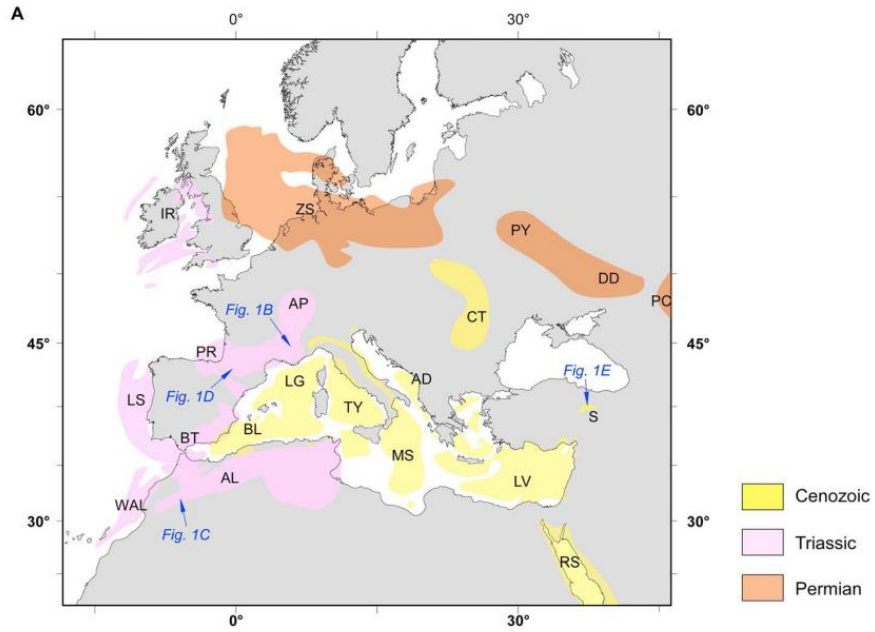 A
0° 30°
60° 60°
IR
ZS
PY
DD
PC
AP
Fig. 1B
CT
45° 45°
PR
Fig. 1E
LG
AD
Fig. 1D
LS
TY
S
BL
BT
MS
AL
LV
WAL
Cenozoic
30° 30°
Fig. 1C
Triassic
RS
Permian
0° 30°